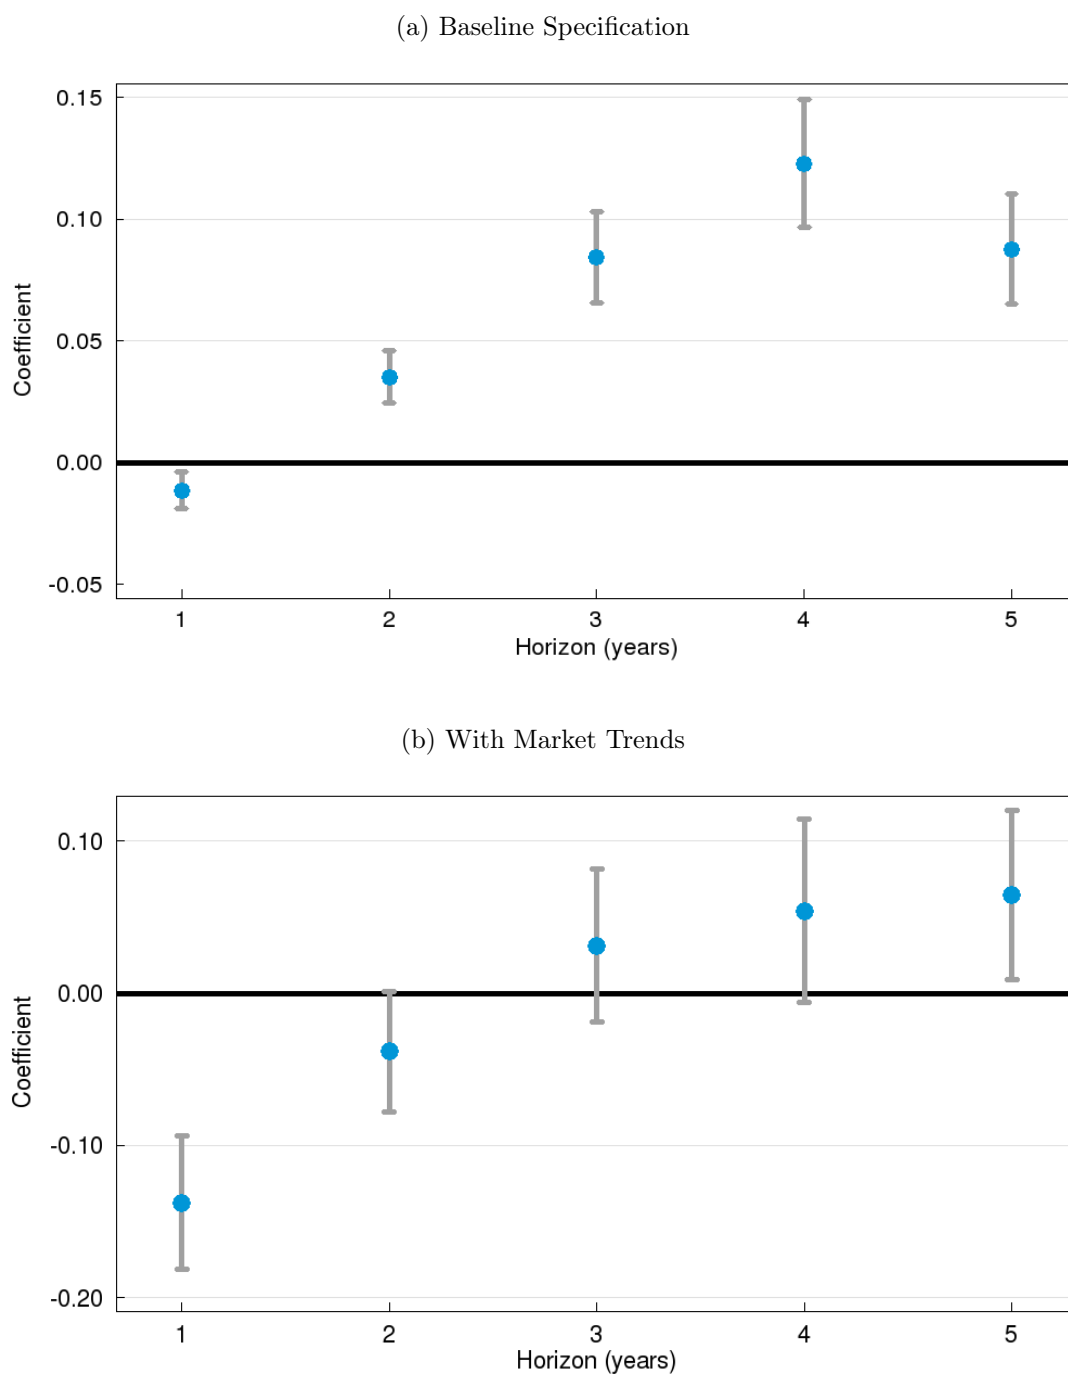 (a) Baseline Specification
0.15
0.10
0.05
0.00
-0.05
Coefficient
1 2 3 4 5
Horizon (years)
(b) With Market Trends
0.10
0.00
-0.10
-0.20
Coefficient
1 2 3 4 5
Horizon (years)